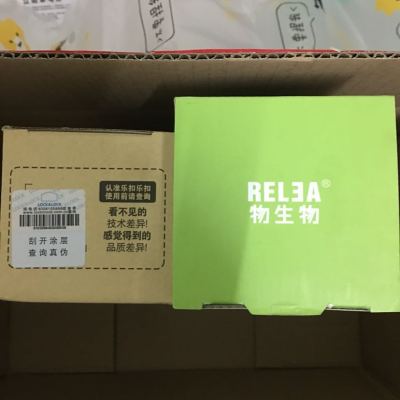 LOCK&LOCK
刮开涂层
查询真伪
认准乐扣乐扣
使用前请查询
看不见的
技术差异!
感觉得到的
品质差异!
RELEA®
物生物